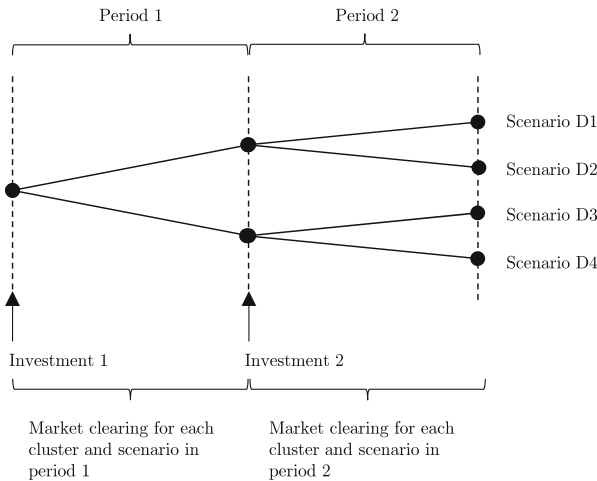 Period 1
Period 2
Scenario D1
Scenario D2
Scenario D3
Scenario D4
Investment 1
Investment 2
Market clearing for each
cluster and scenario in
period 1
Market clearing for each
cluster and scenario in
period 2